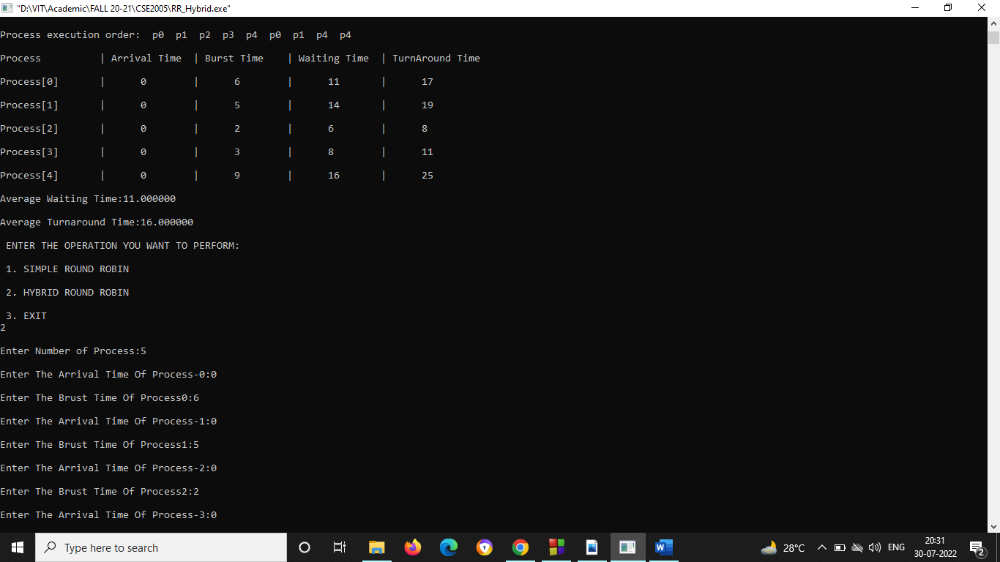 "D:\VIT\Academic\FALL 20-21\CSE2005\RR_Hybrid.exe"
Process execution order:  p0  p1  p2  p3  p4  p0  p1  p4  p4
Process          | Arrival Time  | Burst Time    | Waiting Time  | TurnAround Time
Process[0]       |      0        |      6        |      11       |      17
Process[1]       |      0        |      5        |      14       |      19
Process[2]       |      0        |      2        |      6        |      8
Process[3]       |      0        |      3        |      8        |      11
Process[4]       |      0        |      9        |      16       |      25
Average Waiting Time:11.000000
Average Turnaround Time:16.000000
ENTER THE OPERATION YOU WANT TO PERFORM:
1. SIMPLE ROUND ROBIN
2. HYBRID ROUND ROBIN
3. EXIT
2
Enter Number of Process:5
Enter The Arrival Time Of Process-0:0
Enter The Brust Time Of Process0:6
Enter The Arrival Time Of Process-1:0
Enter The Brust Time Of Process1:5
Enter The Arrival Time Of Process-2:0
Enter The Brust Time Of Process2:2
Enter The Arrival Time Of Process-3:0
Type here to search
28°C
ENG
20:31
30-07-2022
2